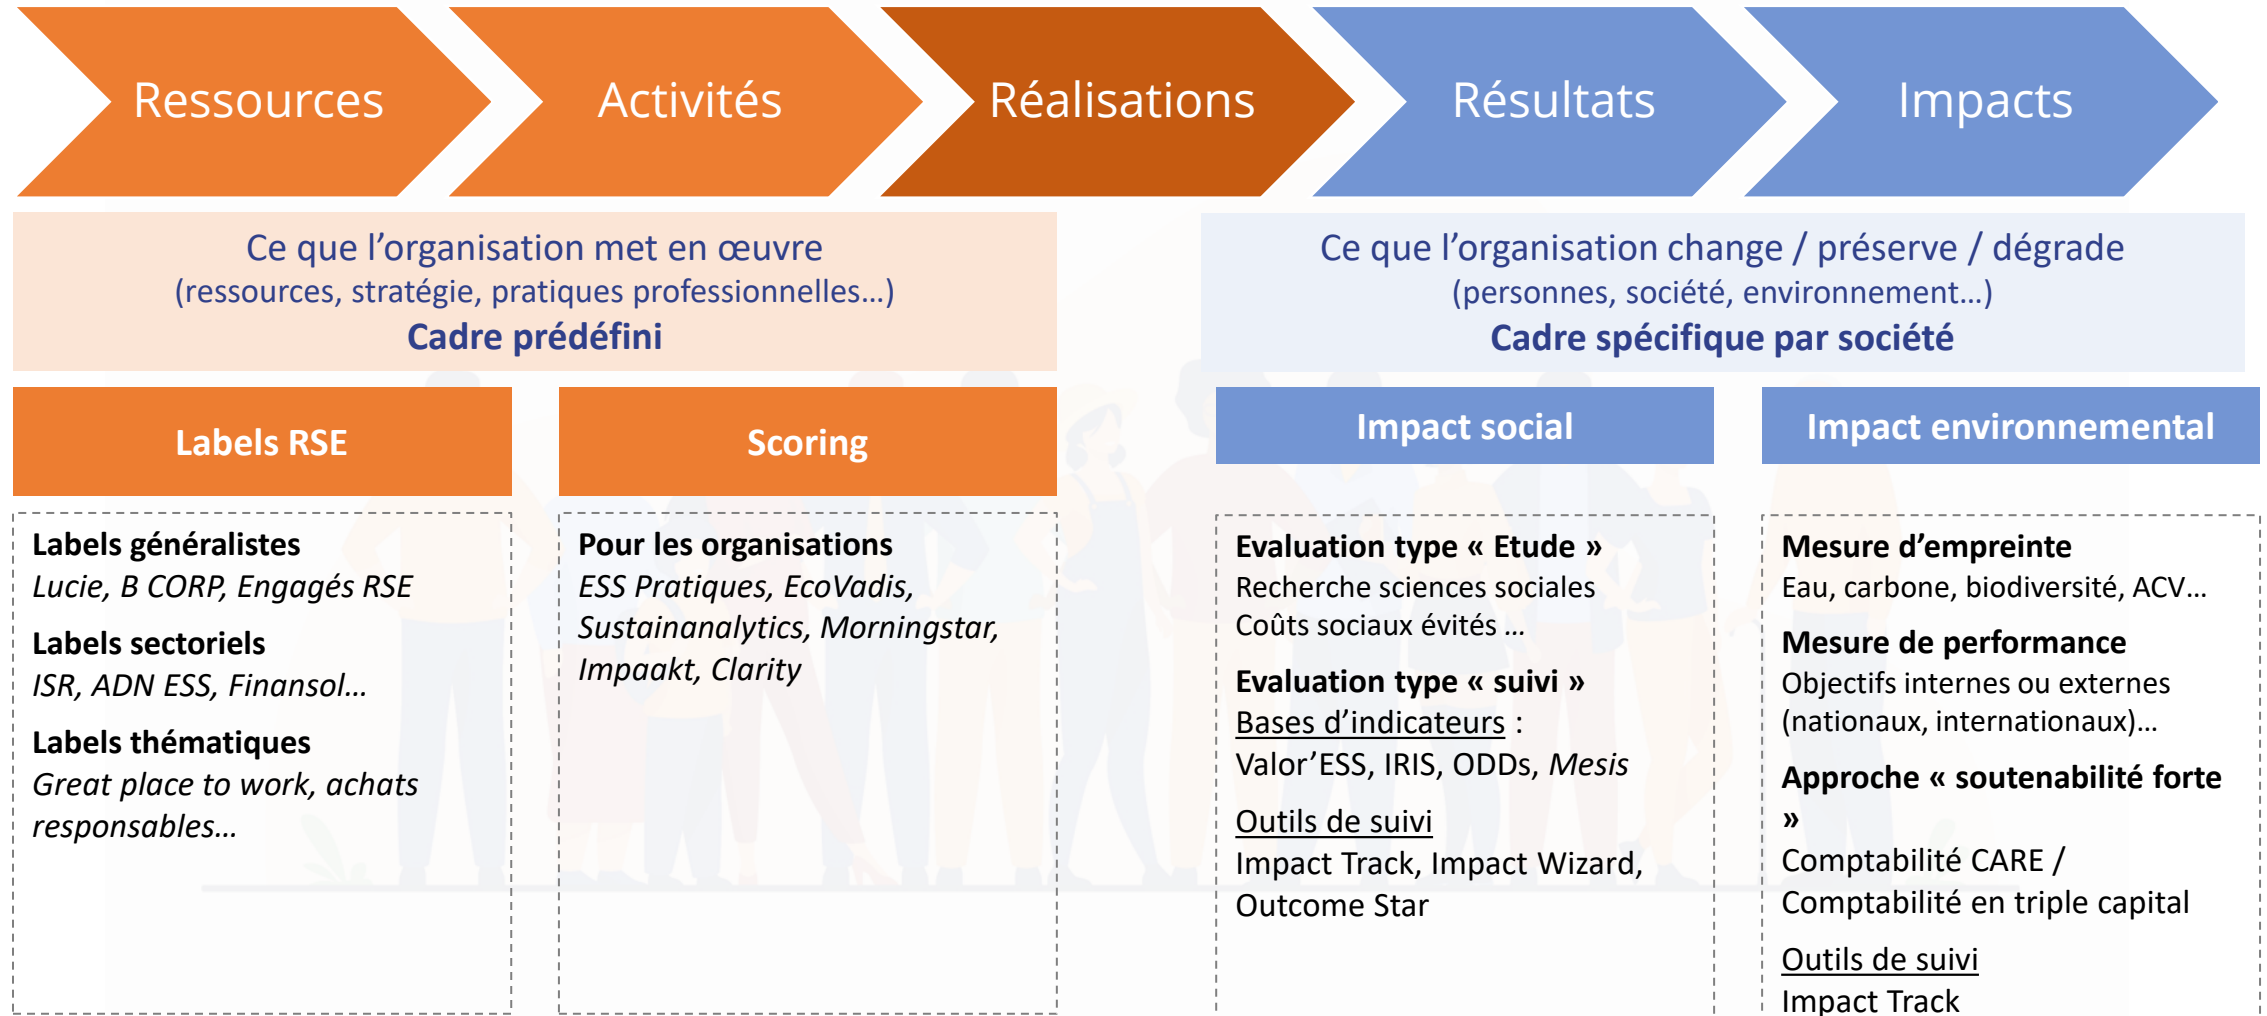 Ressources
Activités
Réalisations
Résultats
Impacts
Ce que l’organisation met en œuvre
(ressources, stratégie, pratiques professionnelles…)
Cadre prédéfini
Ce que l’organisation change / préserve / dégrade
(personnes, société, environnement…)
Cadre spécifique par société
Labels RSE
Labels généralistes
Lucie, B CORP, Engagés RSE
Labels sectoriels
ISR, ADN ESS, Finansol…
Labels thématiques
Great place to work, achats
responsables…
Scoring
Pour les organisations
ESS Pratiques, EcoVadis,
Sustainanalytics, Morningstar,
Impaakt, Clarity
Impact social
Evaluation type « Etude »
Recherche sciences sociales
Coûts sociaux évités …
Evaluation type « suivi »
Bases d’indicateurs :
Valor’ESS, IRIS, ODDs, Mesis
Outils de suivi
Impact Track, Impact Wizard,
Outcome Star
Impact environnemental
Mesure d’empreinte
Eau, carbone, biodiversité, ACV…
Mesure de performance
Objectifs internes ou externes
(nationaux, internationaux)…
Approche « soutenabilité forte
»
Comptabilité CARE /
Comptabilité en triple capital
Outils de suivi
Impact Track